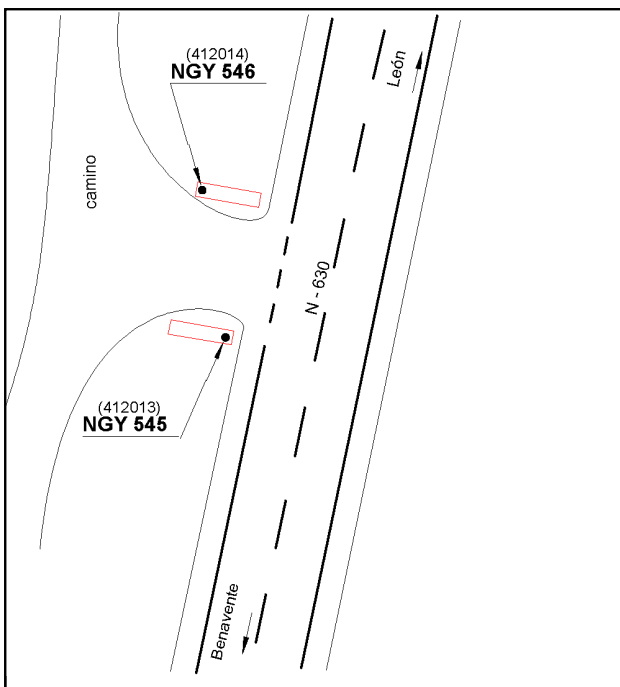 (412014)
NGY 546
León
camino
N - 630
(412013)
NGY 545
Benavente